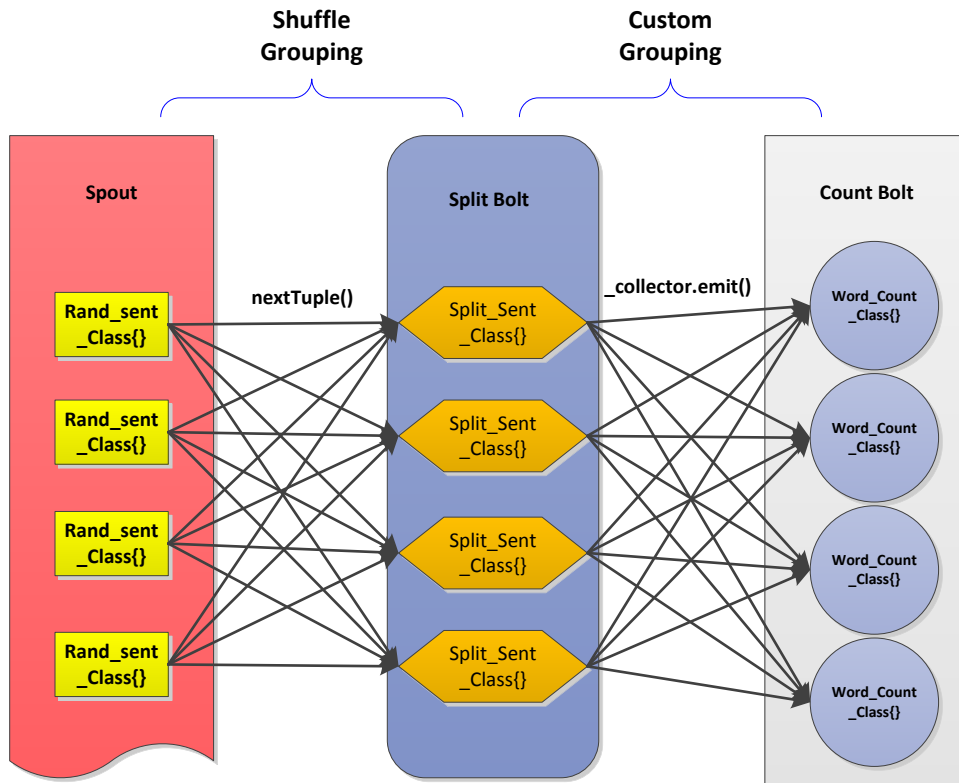 Shuffle
Grouping
Custom
Grouping
Spout
Split Bolt
Count Bolt
nextTuple()
_collector.emit()
Rand_sent
_Class{}
Rand_sent
_Class{}
Rand_sent
_Class{}
Rand_sent
_Class{}
Split_Sent
_Class{}
Split_Sent
_Class{}
Split_Sent
_Class{}
Split_Sent
_Class{}
Word_Count
_Class{}
Word_Count
_Class{}
Word_Count
_Class{}
Word_Count
_Class{}